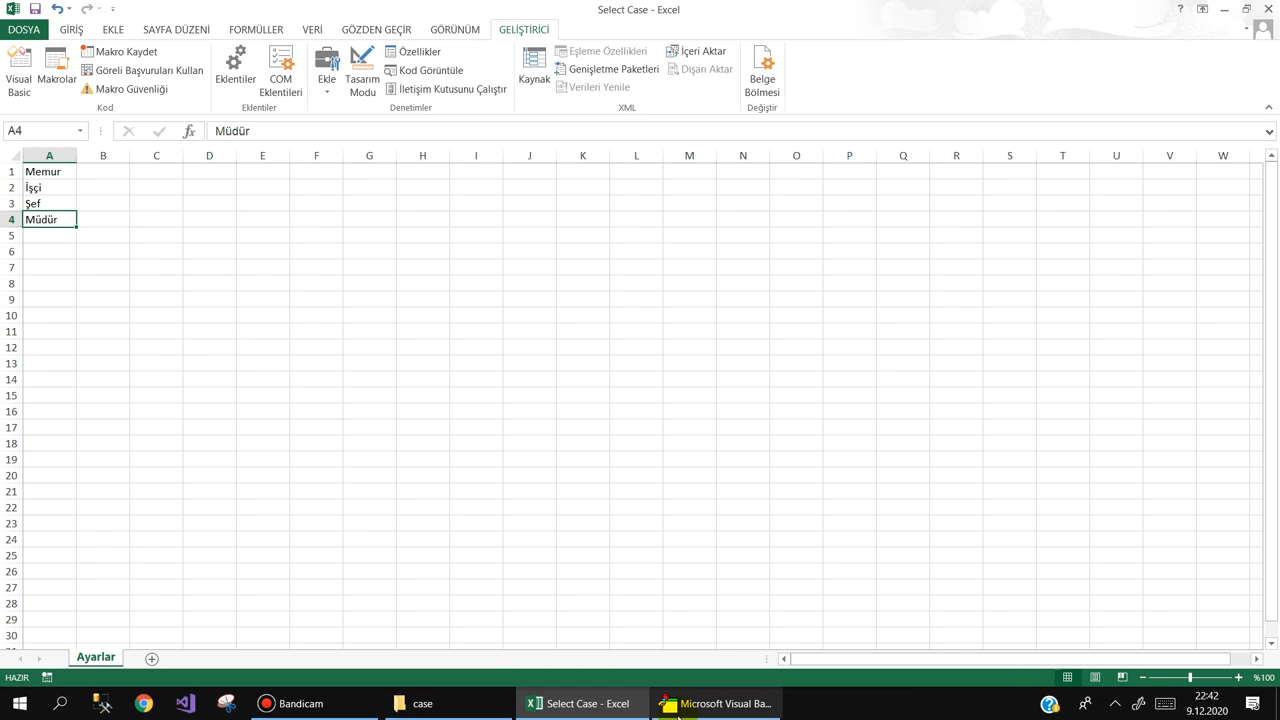 Select Case - Excel
?
DOSYA GİRİŞ EKLE SAYFA DÜZENİ FORMÜLLER VERİ GÖZDEN GEÇİR GÖRÜNÜM GELİŞTİRİCİ
Visual Basic
Makrolar
Makro Kaydet
Göreli Başvuruları Kullan
Makro Güvenliği
Kod
Eklentiler
COM Eklentileri
Eklentiler
Ekle
Tasarım Modu
Özellikler
Kod Görüntüle
İletişim Kutusunu Çalıştır
Denetimler
Kaynak
Eşleme Özellikleri
Genişletme Paketleri
Verileri Yenile
İçeri Aktar
Dışarı Aktar
XML
Belge Bölmesi
Değiştir
A4 fx Müdür
A B C D E F G H I J K L M N O P Q R S T U V W
1 Memur
2 İşçi
3 Şef
4 Müdür
5
6
7
8
9
10
11
12
13
14
15
16
17
18
19
20
21
22
23
24
25
26
27
28
29
30
Ayarlar
HAZIR %100
Bandicam case Select Case - Excel Microsoft Visual Ba...
22:42
9.12.2020